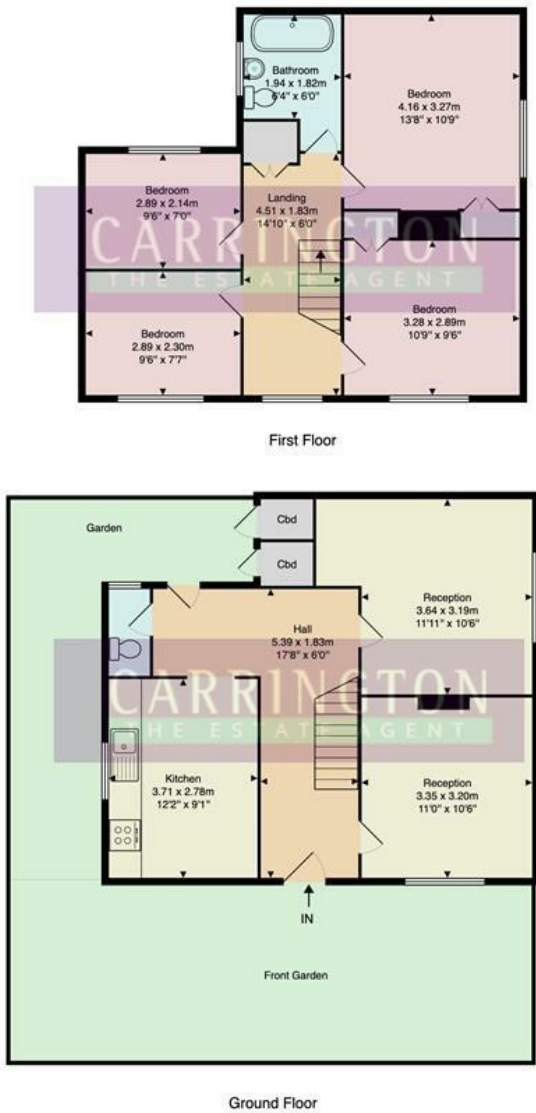 Bathroom
1.94 x 1.82m
6'4" x 6'0"
Bedroom
4.16 x 3.27m
13'8" x 10'9"
Bedroom
2.89 x 2.14m
9'6" x 7'0"
Landing
4.51 x 1.83m
14'10" x 6'0"
CARRINGTON
THE ESTATE AGENT
Bedroom
2.89 x 2.30m
9'6" x 7'7"
Bedroom
3.28 x 2.89m
10'9" x 9'6"
First Floor
Garden
Cbd
Cbd
Reception
3.64 x 3.19m
11'11" x 10'6"
Hall
5.39 x 1.83m
17'8" x 6'0"
CARRINGTON
THE ESTATE AGENT
Kitchen
3.71 x 2.78m
12'2" x 9'1"
Reception
3.35 x 3.20m
11'0" x 10'6"
IN
Front Garden
Ground Floor